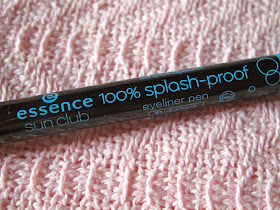 essence 100% splash-proof
sun club eyeliner pen